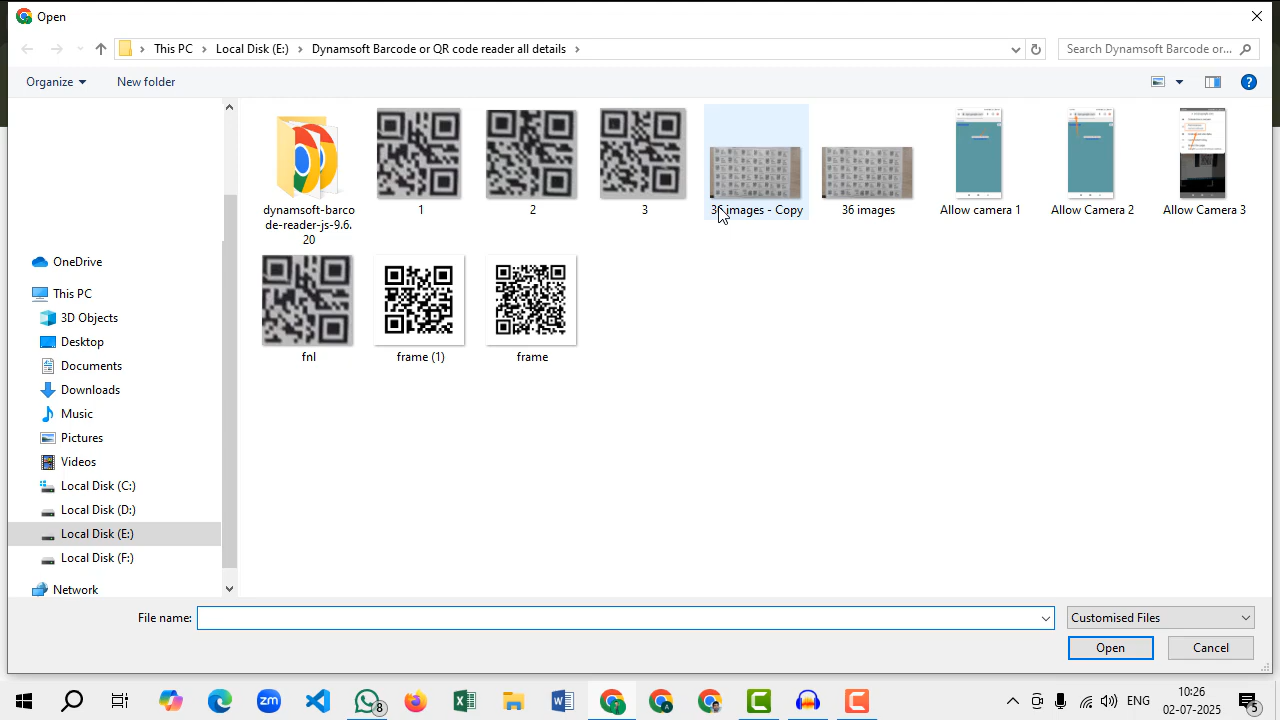 Open
This PC
Local Disk (E:)
Dynamsoft Barcode or QR code reader all details
Search Dynamsoft Barcode or...
Organize
New folder
dynamsoft-barco
de-reader-js-9.6.
20
1
2
3
36 images - Copy
36 images
Allow camera 1
Allow Camera 2
Allow Camera 3
fnl
frame (1)
frame
OneDrive
This PC
3D Objects
Desktop
Documents
Downloads
Music
Pictures
Videos
Local Disk (C:)
Local Disk (D:)
Local Disk (E:)
Local Disk (F:)
Network
File name:
Customised Files
Open
Cancel
zm
8
ENG
10:26
02-07-2025
5